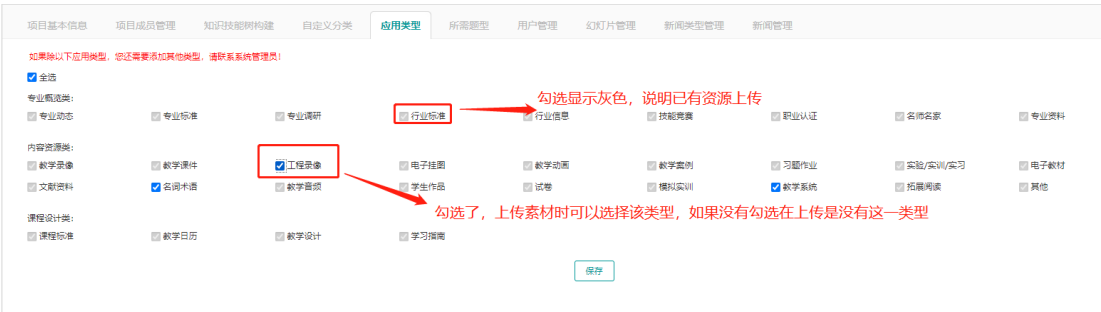 项目基本信息 项目成员管理 知识技能树构建 自定义分类 应用类型 所需题型 用户管理 幻灯片管理 新闻类型管理 新闻管理
如果除以下应用类型，您还需要添加其他类型，请联系系统管理员！
全选
勾选显示灰色，说明已有资源上传
专业概览类：
专业动态 专业标准 专业调研 行业标准 行业信息 技能竞赛 职业认证 名师名家 专业资料
内容资源类：
教学录像 教学课件 工程录像 电子挂图 教学动画 教学案例 习题作业 实验/实训/实习 电子教材
文献资料 名词术语 教学音频 学生作品 试卷 模拟实训 教学系统 拓展阅读 其他
勾选了，上传素材时可以选择该类型，如果没有勾选在上传是没有这一类型
课程设计类：
课程标准 教学日历 教学设计 学习指南
保存